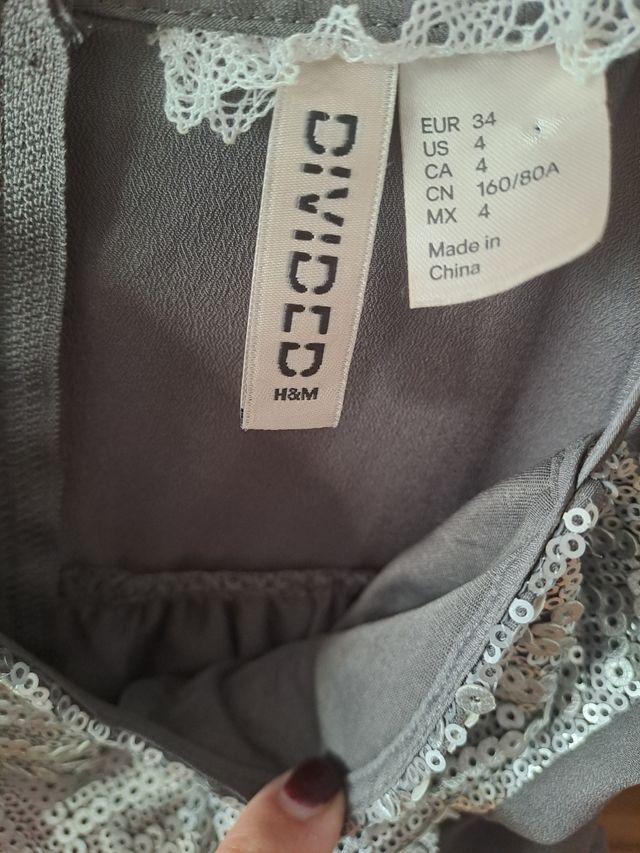 DIVIDED
H&M
EUR 34
US 4
CA 4
CN 160/80A
MX 4
Made in
China